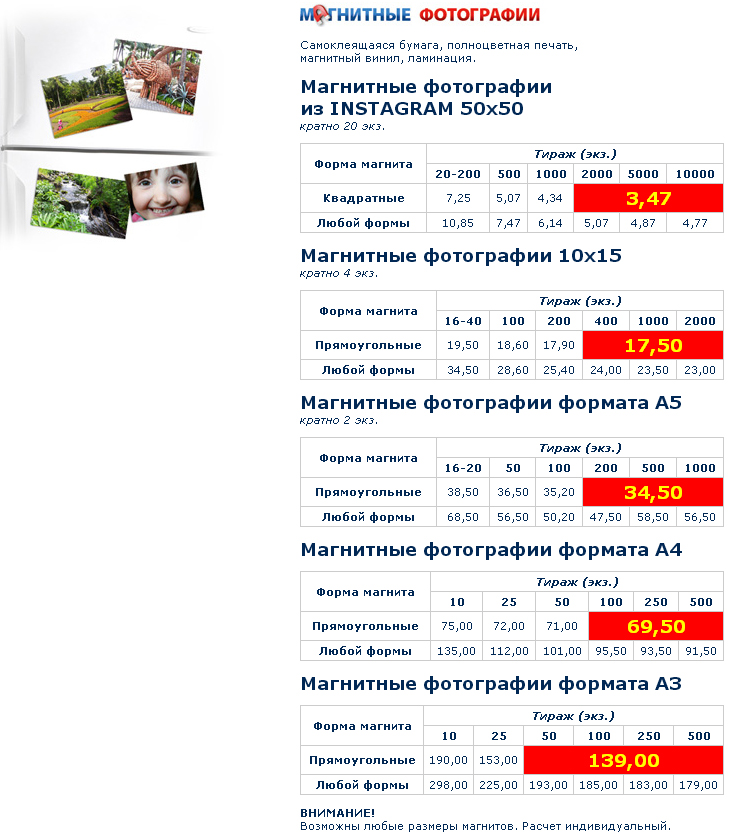 МАГНИТНЫЕ ФОТОГРАФИИ
Самоклеящаяся бумага, полноцветная печать,
магнитный винил, ламинация.
Магнитные фотографии
из INSTAGRAM 50x50
кратно 20 экз.
Форма магнита
Тираж (экз.)
20-200 500 1000 2000 5000 10000
Квадратные 7,25 5,07 4,34 3,47
Любой формы 10,85 7,47 6,14 5,07 4,87 4,77
Магнитные фотографии 10x15
кратно 4 экз.
Форма магнита
Тираж (экз.)
16-40 100 200 400 1000 2000
Прямоугольные 19,50 18,60 17,90 17,50
Любой формы 34,50 28,60 25,40 24,00 23,50 23,00
Магнитные фотографии формата А5
кратно 2 экз.
Форма магнита
Тираж (экз.)
16-20 50 100 200 500 1000
Прямоугольные 38,50 36,50 35,20 34,50
Любой формы 68,50 56,50 50,20 47,50 58,50 56,50
Магнитные фотографии формата А4
Форма магнита
Тираж (экз.)
10 25 50 100 250 500
Прямоугольные 75,00 72,00 71,00 69,50
Любой формы 135,00 112,00 101,00 95,50 93,50 91,50
Магнитные фотографии формата А3
Форма магнита
Тираж (экз.)
10 25 50 100 250 500
Прямоугольные 190,00 153,00 139,00
Любой формы 298,00 225,00 193,00 185,00 183,00 179,00
ВНИМАНИЕ!
Возможны любые размеры магнитов. Расчет индивидуальный.